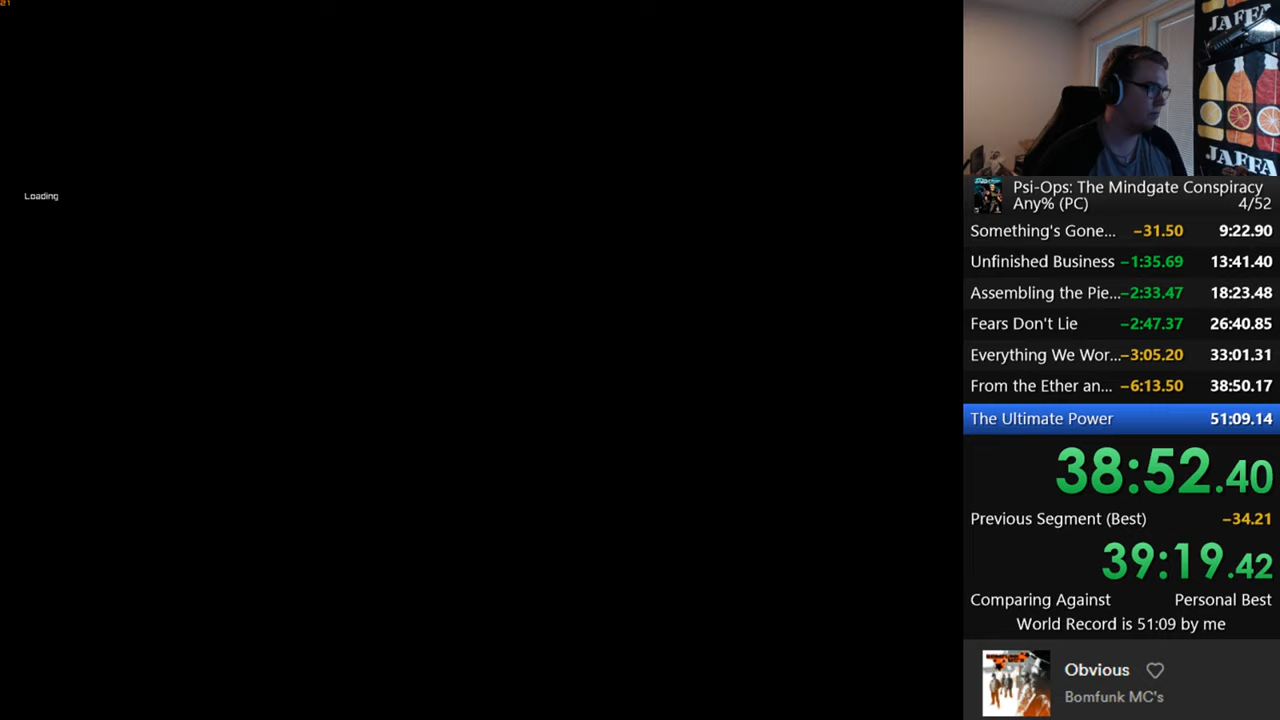 21
Loading
JAFFA
JAFFA
Psi-Ops: The Mindgate Conspiracy
Any% (PC) 4/52
Something's Gone... −31.50 9:22.90
Unfinished Business −1:35.69 13:41.40
Assembling the Pie... −2:33.47 18:23.48
Fears Don't Lie −2:47.37 26:40.85
Everything We Wor... −3:05.20 33:01.31
From the Ether an... −6:13.50 38:50.17
The Ultimate Power 51:09.14
38:52.40
Previous Segment (Best) −34.21
39:19.42
Comparing Against Personal Best
World Record is 51:09 by me
Obvious
Bomfunk MC's